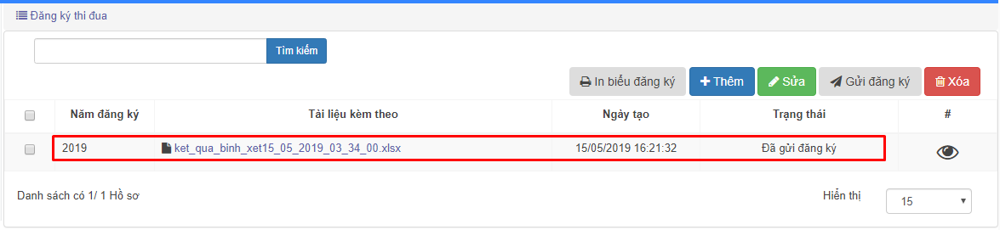 Đăng ký thi đua
Tìm kiếm
In biểu đăng ký Thêm Sửa Gửi đăng ký Xóa
Năm đăng ký Tài liệu kèm theo Ngày tạo Trạng thái #
2019 ket_qua_binh_xet15_05_2019_03_34_00.xlsx 15/05/2019 16:21:32 Đã gửi đăng ký
Danh sách có 1/ 1 Hồ sơ Hiển thị 15